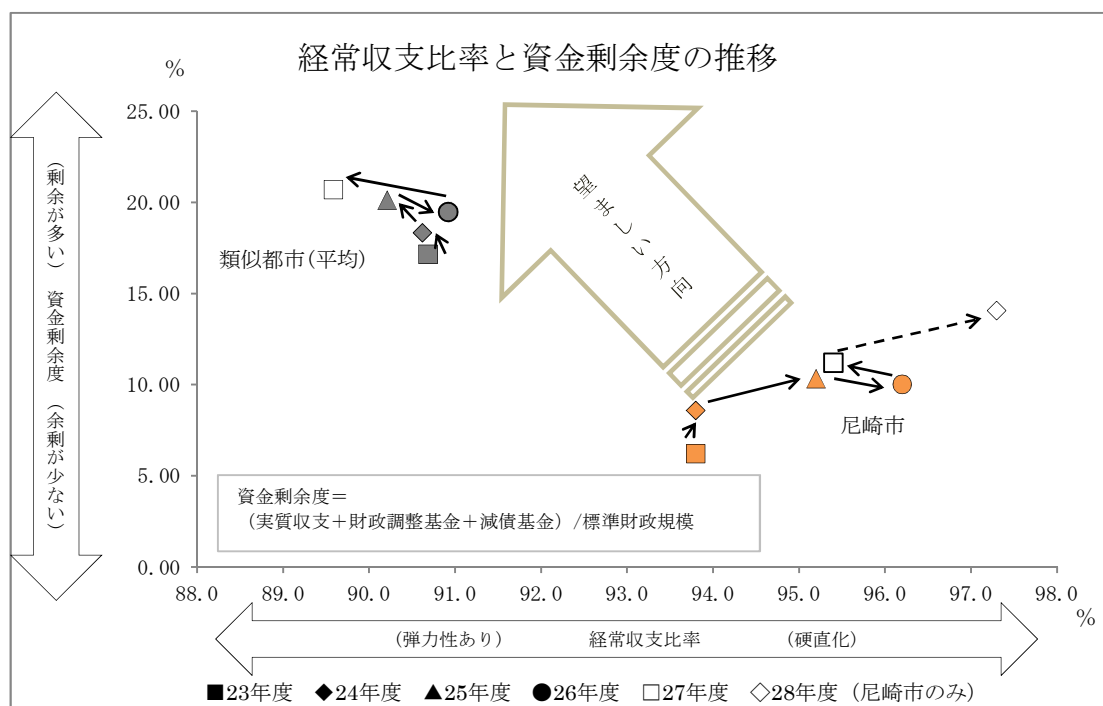 経常収支比率と資金剰余度の推移
%
25.00
20.00
15.00
10.00
5.00
0.00
(剰余が多い) 資金剰余度 (余剰が少ない)
望ましい方向
類似都市(平均)
尼崎市
資金剰余度＝
(実質収支＋財政調整基金＋減債基金) /標準財政規模
88.0 89.0 90.0 91.0 92.0 93.0 94.0 95.0 96.0 97.0 98.0
%
(弾力性あり) 経常収支比率 (硬直化)
■23年度 ◆24年度 ▲25年度 ●26年度 □27年度 ◇28年度 (尼崎市のみ)